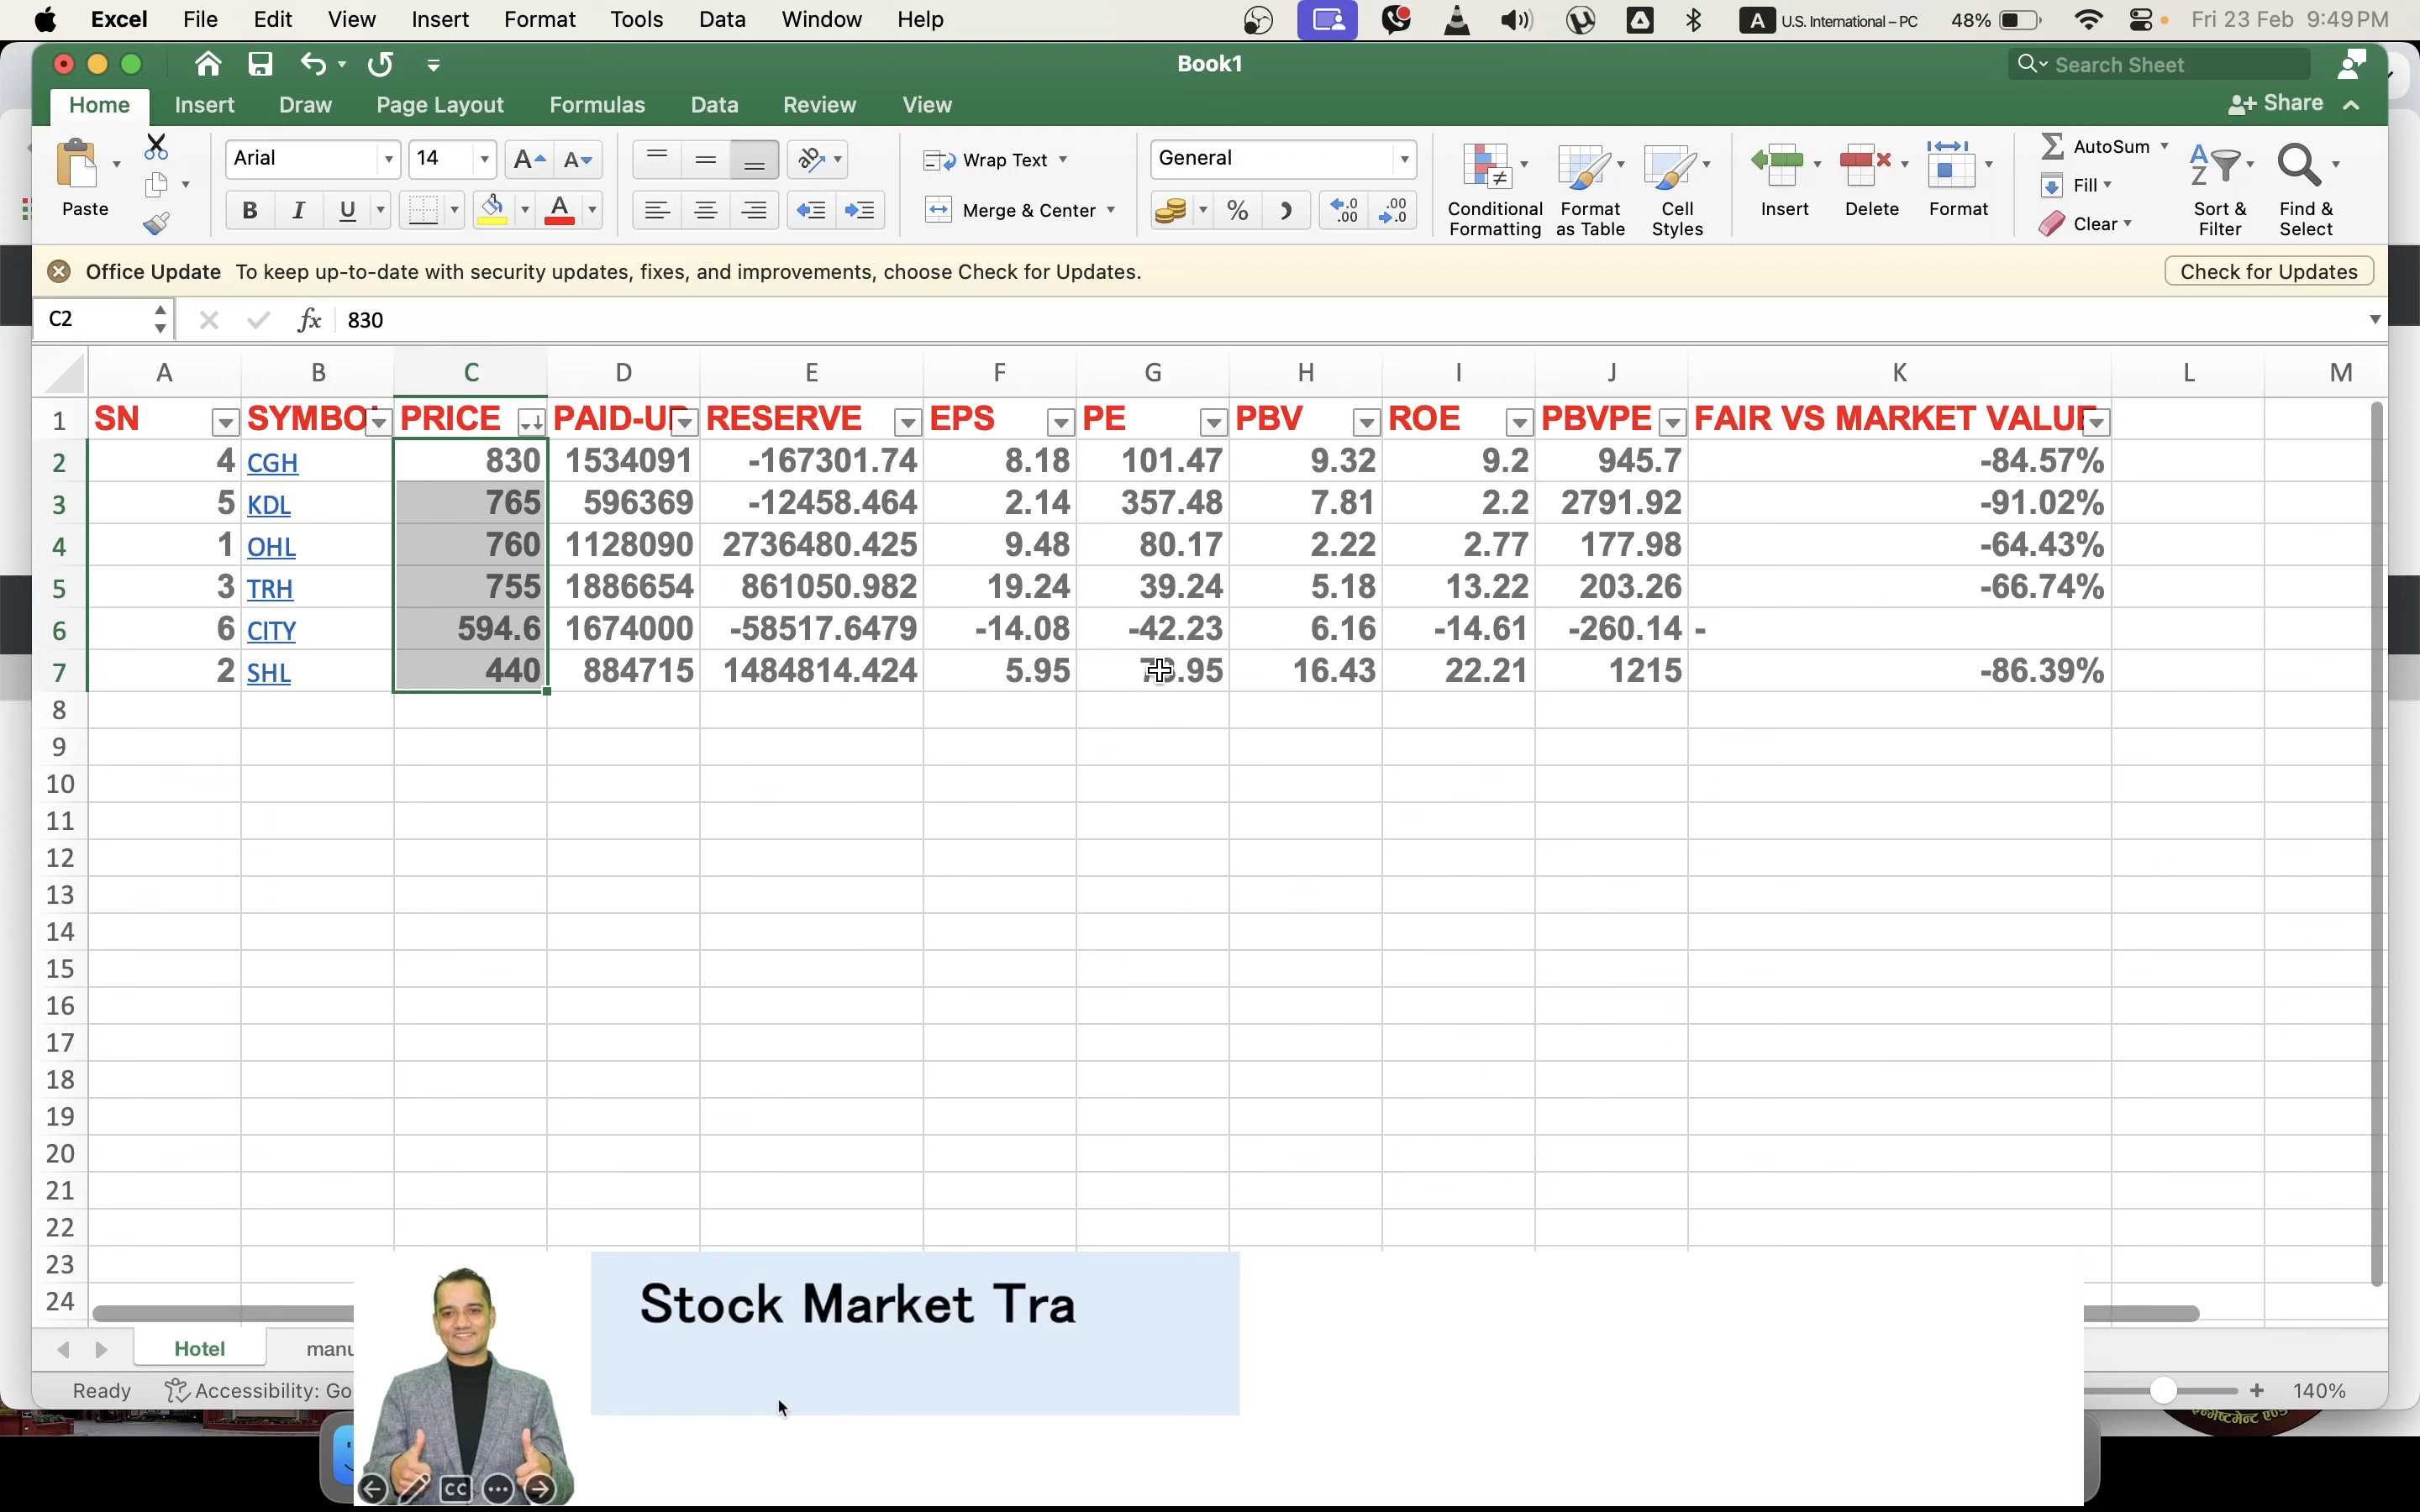 Excel File Edit View Insert Format Tools Data Window Help A U.S. International – PC 48% Fri 23 Feb 9:49 PM
Book1 Search Sheet
Home Insert Draw Page Layout Formulas Data Review View Share
Paste Arial 14 A A ab Wrap Text General Conditional Formatting Format as Table Cell Styles Insert Delete Format AutoSum Fill Clear Sort & Filter Find & Select
B I U A Merge & Center % .0 .00 .00 .0
Office Update To keep up-to-date with security updates, fixes, and improvements, choose Check for Updates. Check for Updates
C2 fx 830
A B C D E F G H I J K L M
1 SN SYMBO PRICE PAID-UP RESERVE EPS PE PBV ROE PBVPE FAIR VS MARKET VALUE
2 4 CGH 830 1534091 -167301.74 8.18 101.47 9.32 9.2 945.7 -84.57%
3 5 KDL 765 596369 -12458.464 2.14 357.48 7.81 2.2 2791.92 -91.02%
4 1 OHL 760 1128090 2736480.425 9.48 80.17 2.22 2.77 177.98 -64.43%
5 3 TRH 755 1886654 861050.982 19.24 39.24 5.18 13.22 203.26 -66.74%
6 6 CITY 594.6 1674000 -58517.6479 -14.08 -42.23 6.16 -14.61 -260.14 -
7 2 SHL 440 884715 1484814.424 5.95 16.43 22.21 1215 -86.39%
8
9
10
11
12
13
14
15
16
17
18
19
20
21
22
23
24
Stock Market Tra
Hotel manu
Ready Accessibility: Go 140%
CC